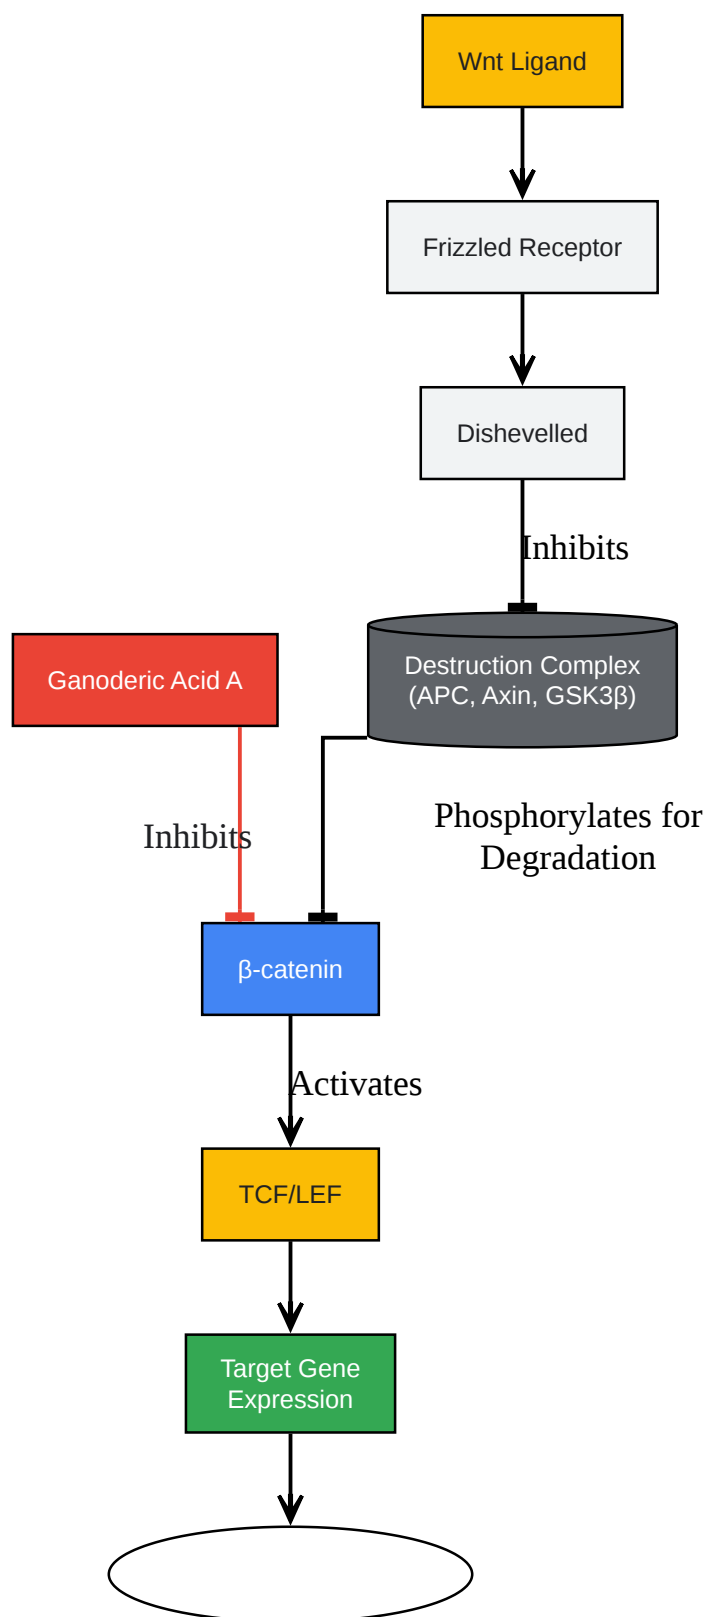 Wnt Ligand
Frizzled Receptor
Dishevelled
Inhibits
Destruction Complex
(APC, Axin, GSK3β)
Ganoderic Acid A
Phosphorylates for
Degradation
Inhibits
β-catenin
Activates
TCF/LEF
Target Gene
Expression